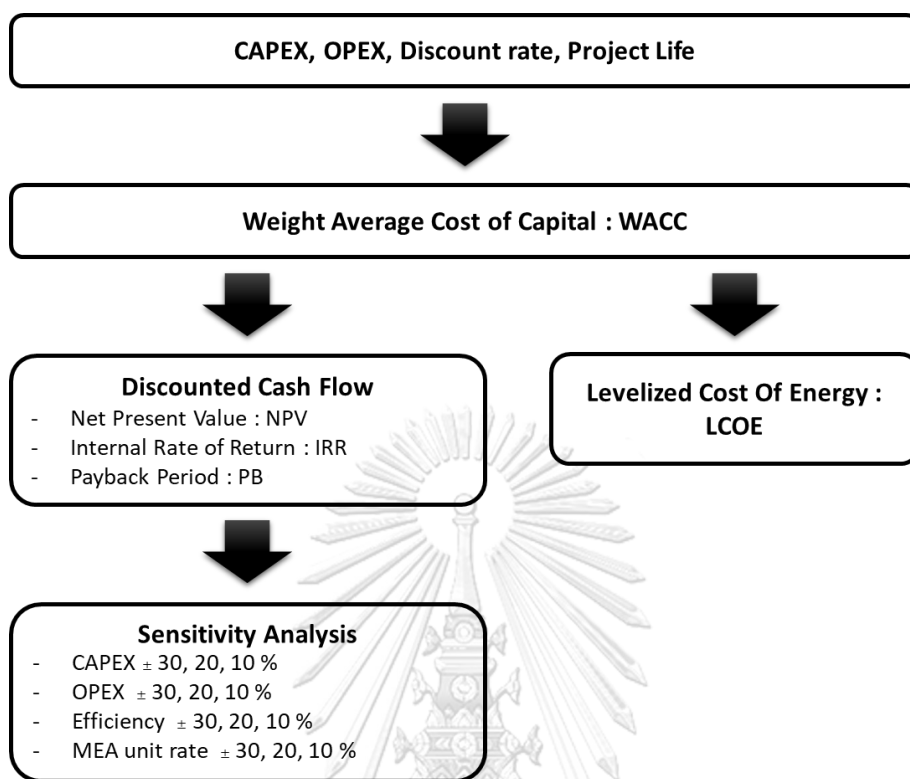 CAPEX, OPEX, Discount rate, Project Life
Weight Average Cost of Capital : WACC
Discounted Cash Flow
- Net Present Value : NPV
- Internal Rate of Return : IRR
- Payback Period : PB
Levelized Cost Of Energy :
LCOE
Sensitivity Analysis
- CAPEX ± 30, 20, 10 %
- OPEX ± 30, 20, 10 %
- Efficiency ± 30, 20, 10 %
- MEA unit rate ± 30, 20, 10 %